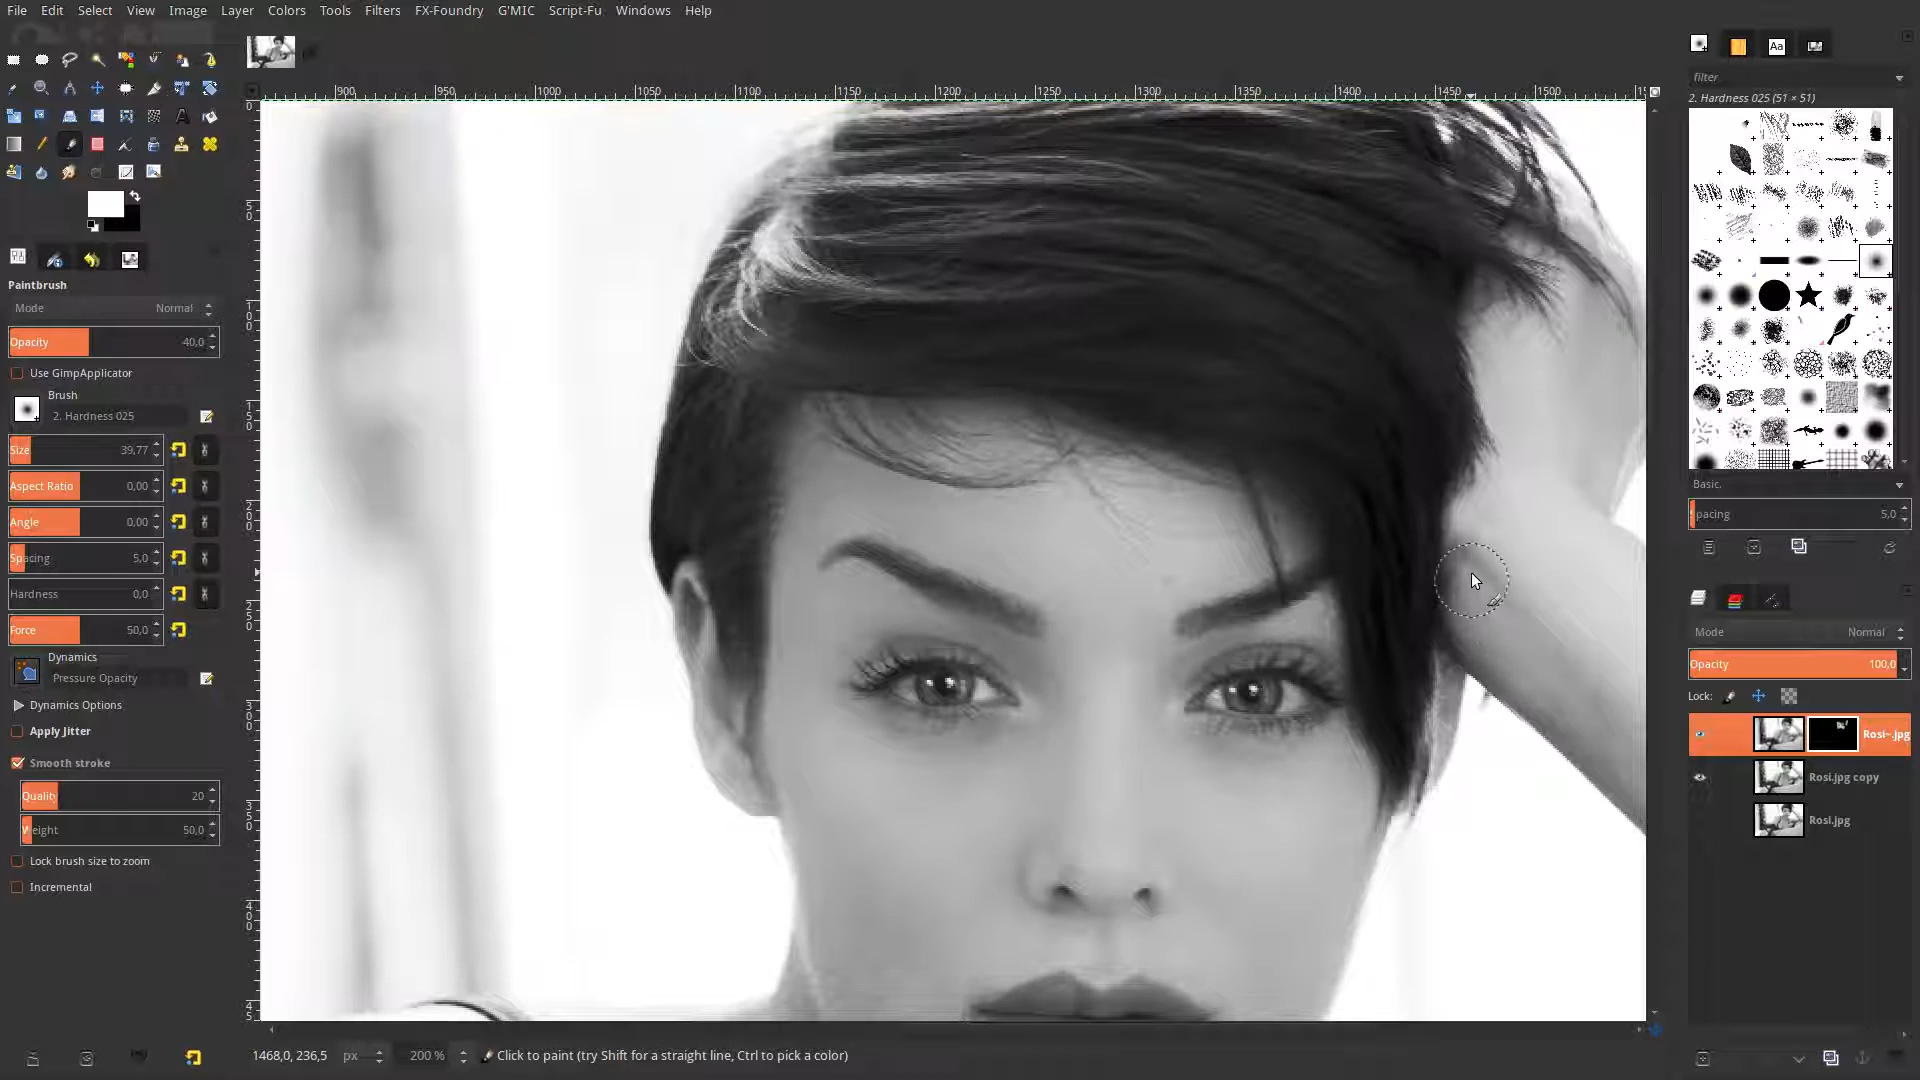 File Edit Select View Image Layer Colors Tools Filters FX-Foundry G'MIC Script-Fu Windows Help
900 950 1000 1050 1100 1150 1200 1250 1300 1350 1400 1450 1500
Paintbrush
Mode Normal
Opacity 40,0
Use GimpApplicator
Brush
2. Hardness 025
Size 39,77
Aspect Ratio 0,00
Angle 0,00
Spacing 5,0
Hardness 0,0
Force 50,0
Dynamics
Pressure Opacity
Dynamics Options
Apply Jitter
Smooth stroke
Quality 20
Weight 50,0
Lock brush size to zoom
Incremental
1468,0, 236,5 px 200 % Click to paint (try Shift for a straight line, Ctrl to pick a color)
Aa
filter
2. Hardness 025 (51 × 51)
Basic.
pacing 5,0
Mode Normal
Opacity 100,0
Lock:
Rosi~.jpg
Rosi.jpg copy
Rosi.jpg